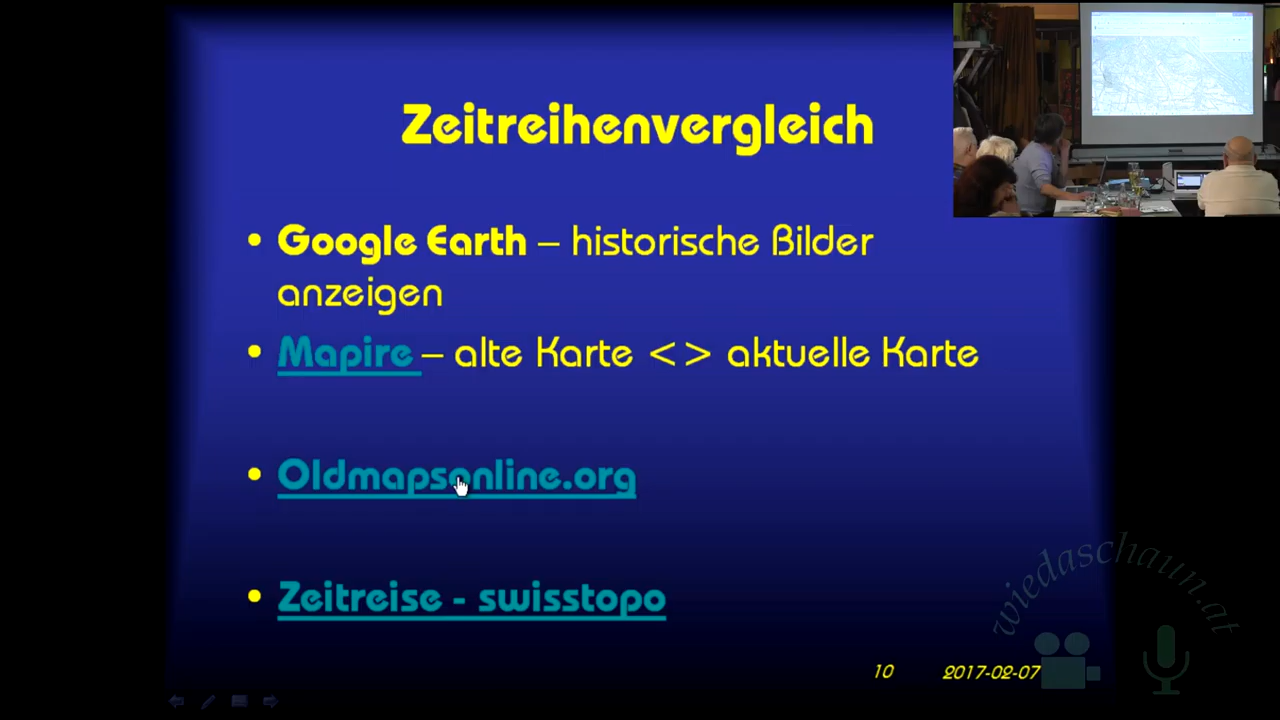 Zeitreihenvergleich
• Google Earth – historische Bilder
anzeigen
• Mapire – alte Karte <> aktuelle Karte
• Oldmapsonline.org
• Zeitreise - swisstopo
10 2017-02-07
wiedaschaun.at